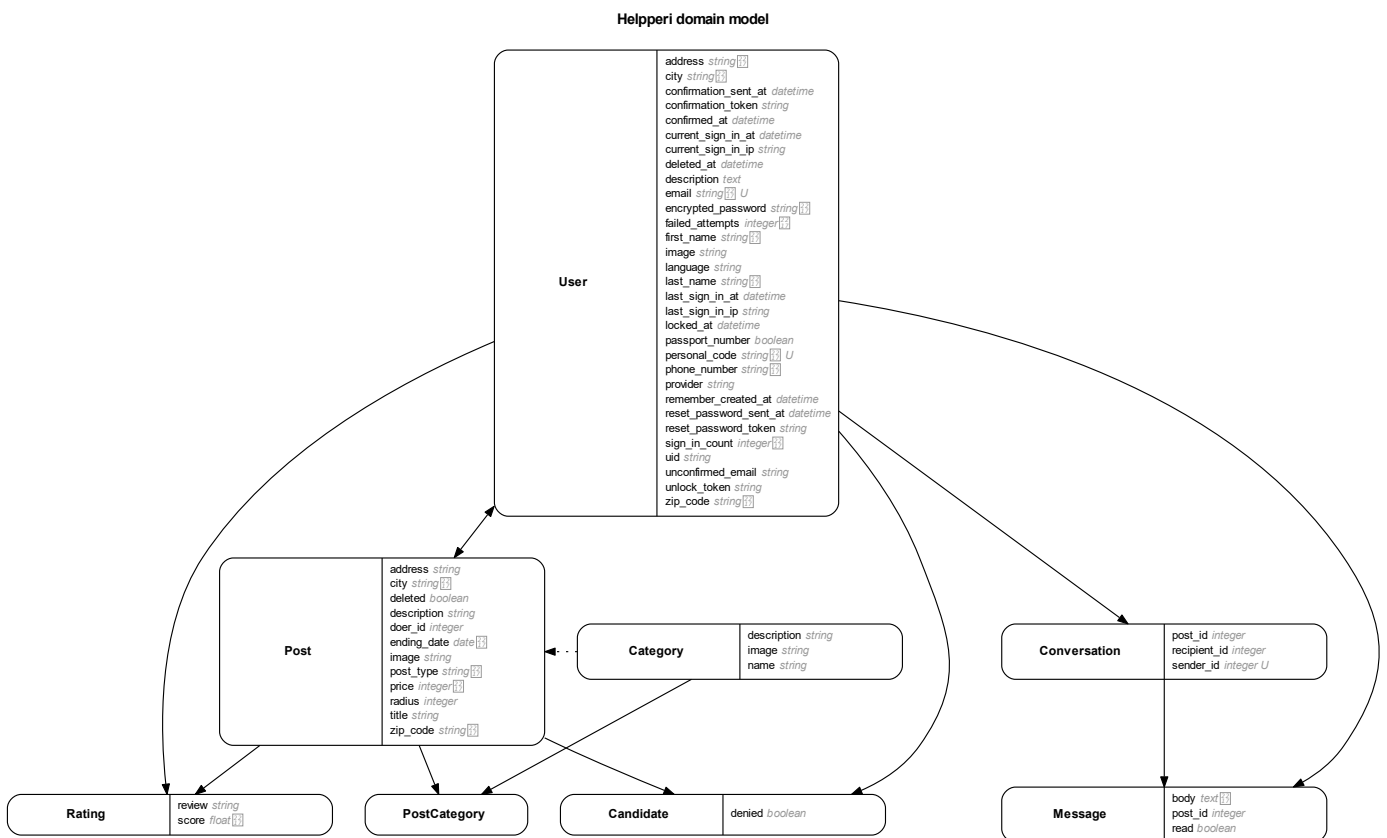 Helpperi domain model
User
address string
city string
confirmation_sent_at datetime
confirmation_token string
confirmed_at datetime
current_sign_in_at datetime
current_sign_in_ip string
deleted_at datetime
description text
email string U
encrypted_password string
failed_attempts integer
first_name string
image string
language string
last_name string
last_sign_in_at datetime
last_sign_in_ip string
locked_at datetime
passport_number boolean
personal_code string U
phone_number string
provider string
remember_created_at datetime
reset_password_sent_at datetime
reset_password_token string
sign_in_count integer
uid string
unconfirmed_email string
unlock_token string
zip_code string
Post
address string
city string
deleted boolean
description string
doer_id integer
ending_date date
image string
post_type string
price integer
radius integer
title string
zip_code string
Category
description string
image string
name string
Conversation
post_id integer
recipient_id integer
sender_id integer U
Rating
review string
score float
PostCategory
Candidate
denied boolean
Message
body text
post_id integer
read boolean